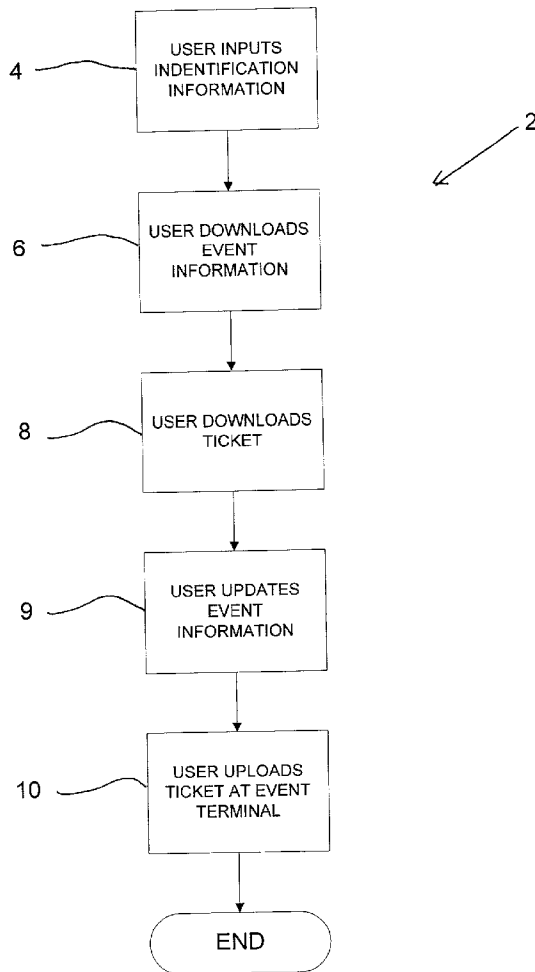 4
USER INPUTS
INDENTIFICATION
INFORMATION
2
6
USER DOWNLOADS
EVENT
INFORMATION
8
USER DOWNLOADS
TICKET
9
USER UPDATES
EVENT
INFORMATION
10
USER UPLOADS
TICKET AT EVENT
TERMINAL
END